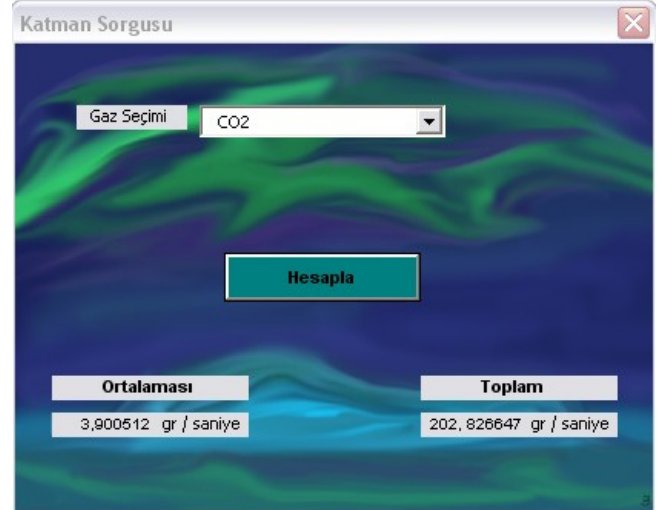 Katman Sorgusu
Gaz Seçimi
CO2
Hesapla
Ortalaması
Toplam
3,900512 gr / saniye
202,826647 gr / saniye